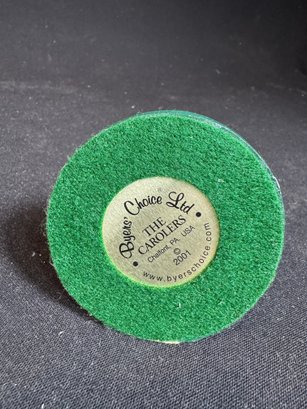 Byers' Choice Ltd
THE
CAROLERS
Chalfont, PA, USA
©
2001
www.byerschoice.com